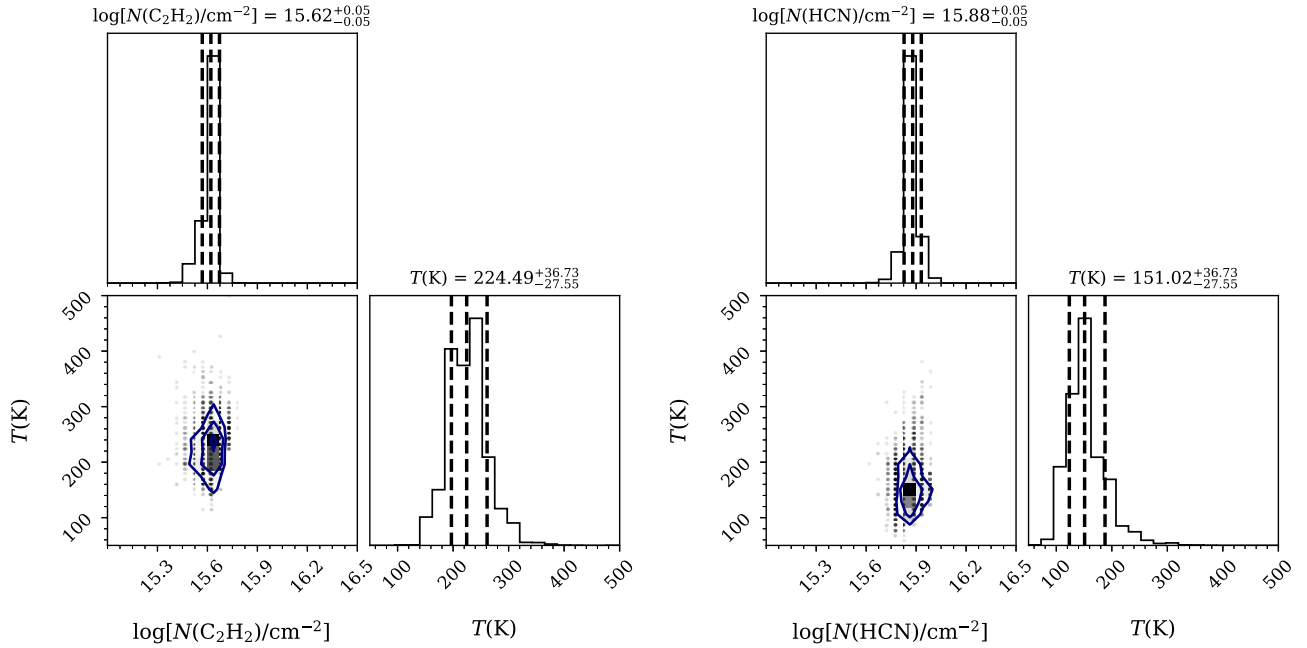 log[N(C₂H₂)/cm⁻²] = 15.62⁺⁰·⁰⁵₋₀.₀₅
log[N(HCN)/cm⁻²] = 15.88⁺⁰·⁰⁵₋₀.₀₅
T(K) = 224.49⁺³⁶·⁷³₋₂₇.₅₅
T(K) = 151.02⁺³⁶·⁷³₋₂₇.₅₅
500
400
300
200
100
T(K)
500
400
300
200
100
T(K)
15.3 15.6 15.9 16.2 16.5
100 200 300 400 500
15.3 15.6 15.9 16.2 16.5
100 200 300 400 500
log[N(C₂H₂)/cm⁻²]
T(K)
log[N(HCN)/cm⁻²]
T(K)